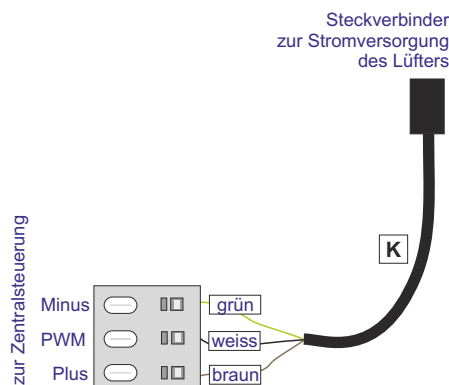 Steckverbinder
zur Stromversorgung
des Lüfters
K
zur Zentralsteuerung
Minus
grün
PWM
weiss
Plus
braun